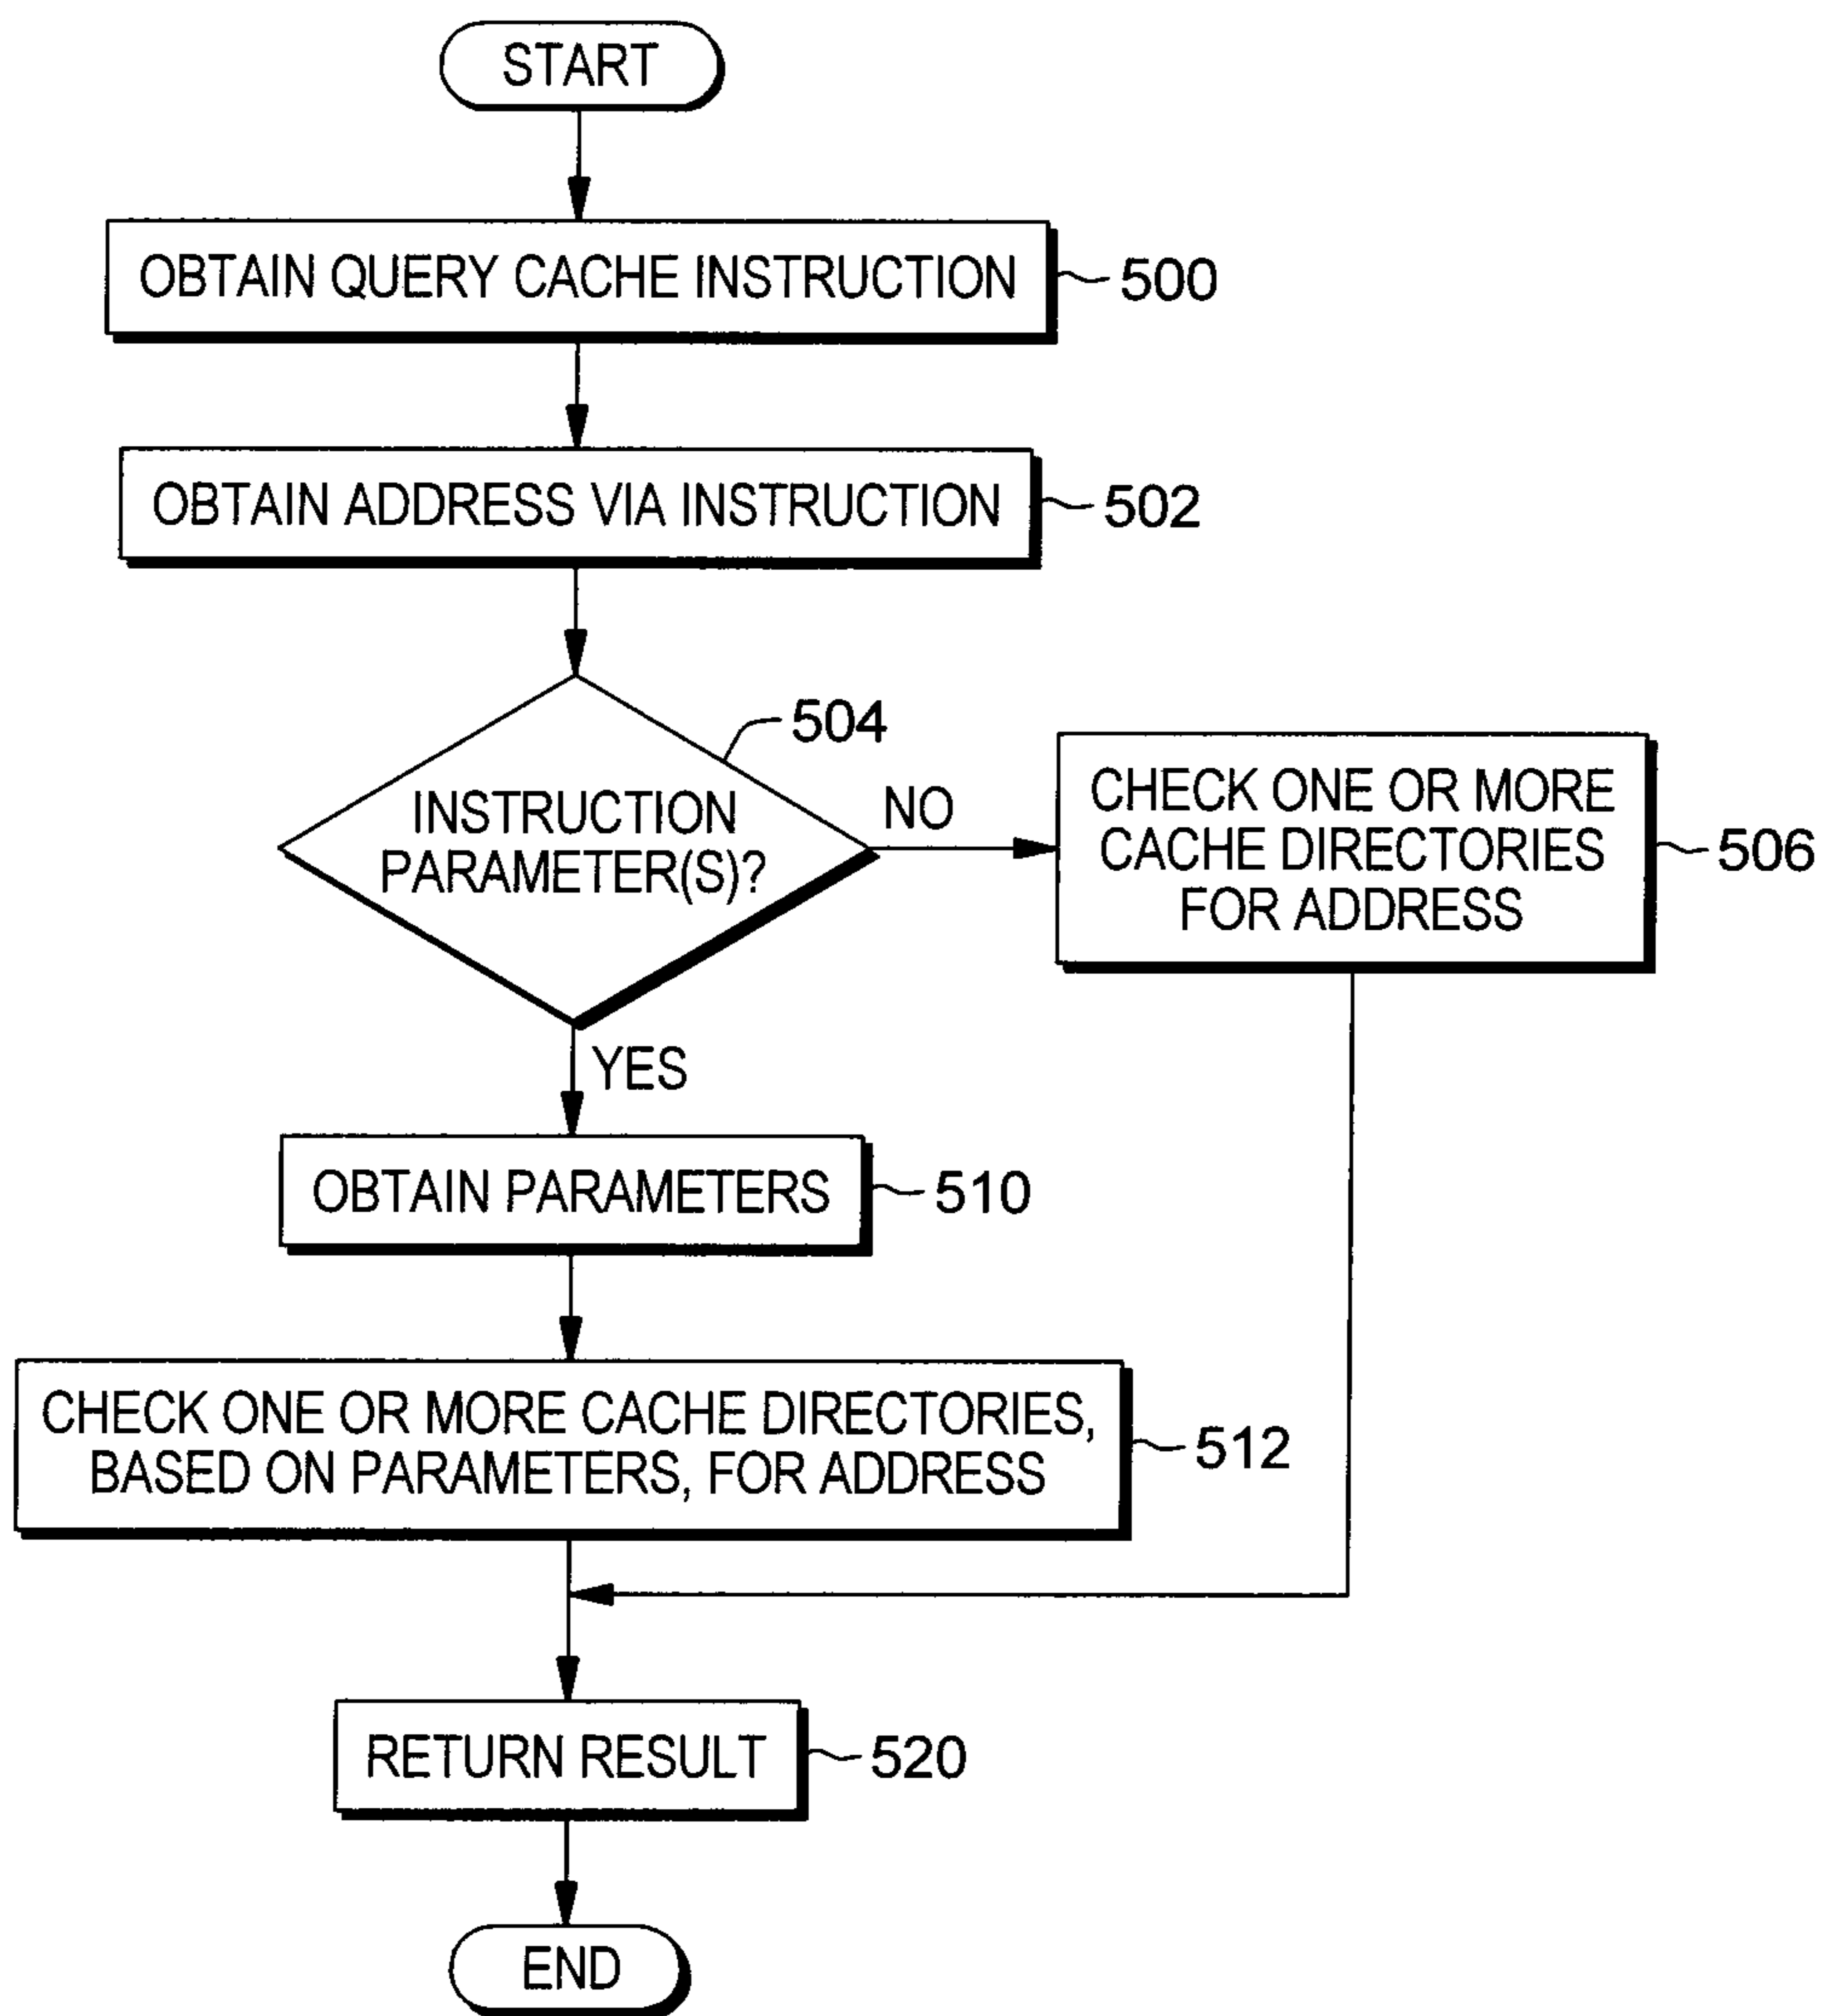 START
OBTAIN QUERY CACHE INSTRUCTION
500
OBTAIN ADDRESS VIA INSTRUCTION
502
504
INSTRUCTION
PARAMETER(S)?
NO
CHECK ONE OR MORE
CACHE DIRECTORIES
FOR ADDRESS
506
YES
OBTAIN PARAMETERS
510
CHECK ONE OR MORE CACHE DIRECTORIES,
BASED ON PARAMETERS, FOR ADDRESS
512
RETURN RESULT
520
END